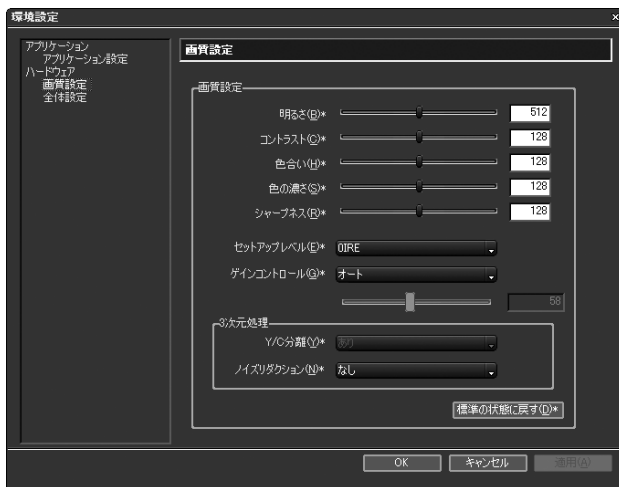 環境設定
×
アプリケーション
アプリケーション設定
ハードウェア
画質設定
全体設定
画質設定
画質設定
明るさ(B)* 512
コントラスト(C)* 128
色合い(H)* 128
色の濃さ(S)* 128
シャープネス(R)* 128
セットアップレベル(E)* 0IRE
ゲインコントロール(G)* オート
58
3次元処理
Y/C分離(Y)* あり
ノイズリダクション(N)* なし
標準の状態に戻す(D)*
OK キャンセル 適用(A)